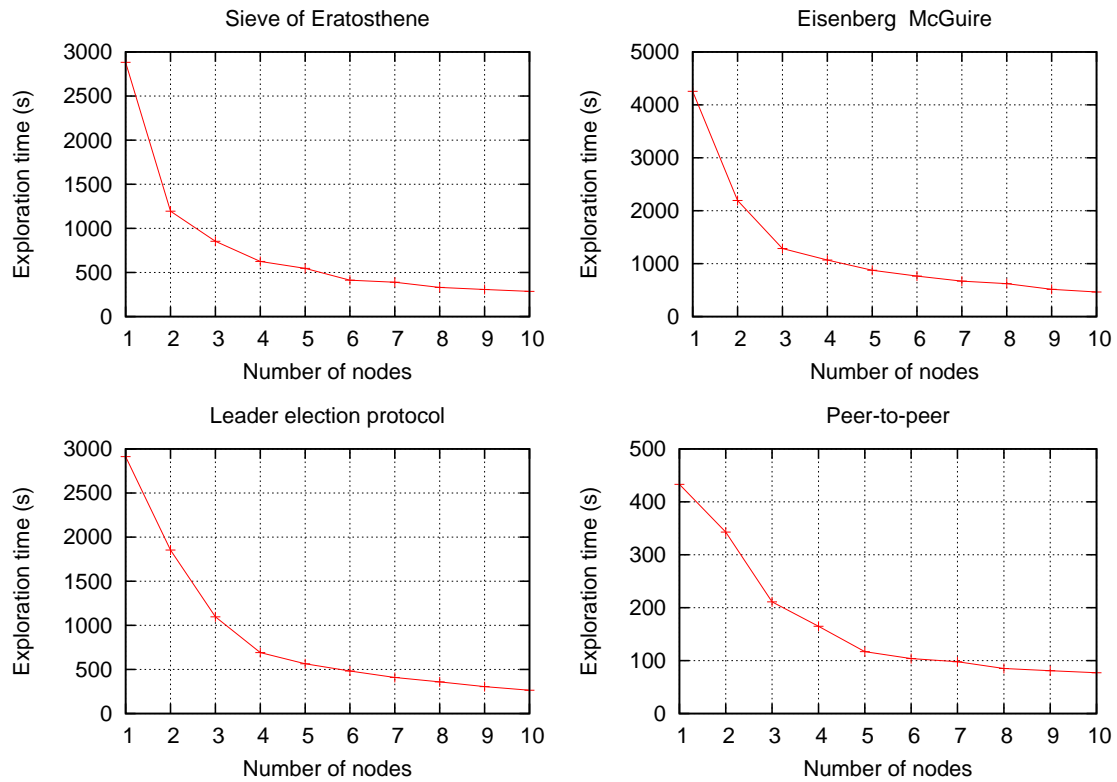 Sieve of Eratosthene
Exploration time (s)
3000
2500
2000
1500
1000
500
0
1 2 3 4 5 6 7 8 9 10
Number of nodes
Eisenberg McGuire
Exploration time (s)
5000
4000
3000
2000
1000
0
1 2 3 4 5 6 7 8 9 10
Number of nodes
Leader election protocol
Exploration time (s)
3000
2500
2000
1500
1000
500
0
1 2 3 4 5 6 7 8 9 10
Number of nodes
Peer-to-peer
Exploration time (s)
500
400
300
200
100
0
1 2 3 4 5 6 7 8 9 10
Number of nodes